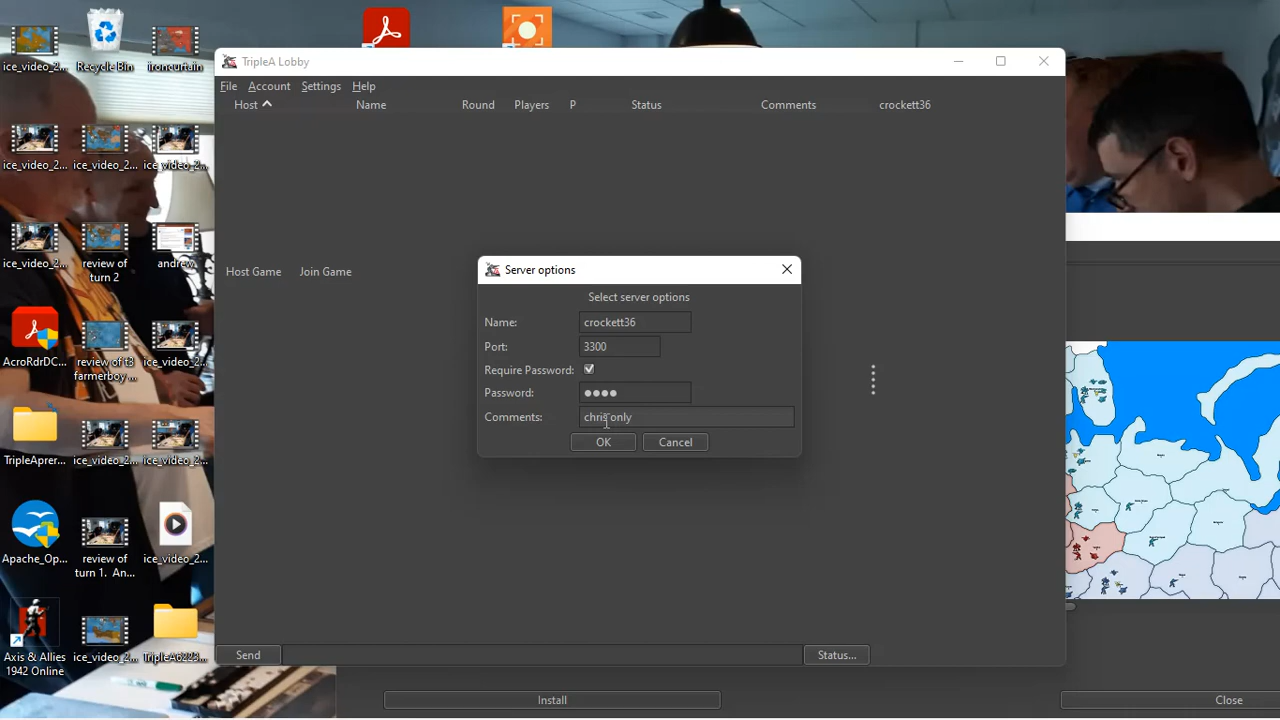 ice_video_2...
Recycle Bin
ironcurtain
ice_video_2...
ice_video_2...
ice_video_2...
ice_video_2...
review of
turn 2
andrew
AcroRdrDC...
review of t3
farmerboy ...
ice_video_2...
TripleAprer...
ice_video_2...
ice_video_2...
Apache_Op...
review of
turn 1. An...
ice_video_2...
Axis & Allies
1942 Online
ice_video_2...
TripleA6223...
TripleA Lobby
File Account Settings Help
Host Name Round Players P Status Comments crockett36
Host Game Join Game
Server options
Select server options
Name: crockett36
Port: 3300
Require Password:
Password: ●●●●
Comments: chris only
OK Cancel
Send Status...
Install Close